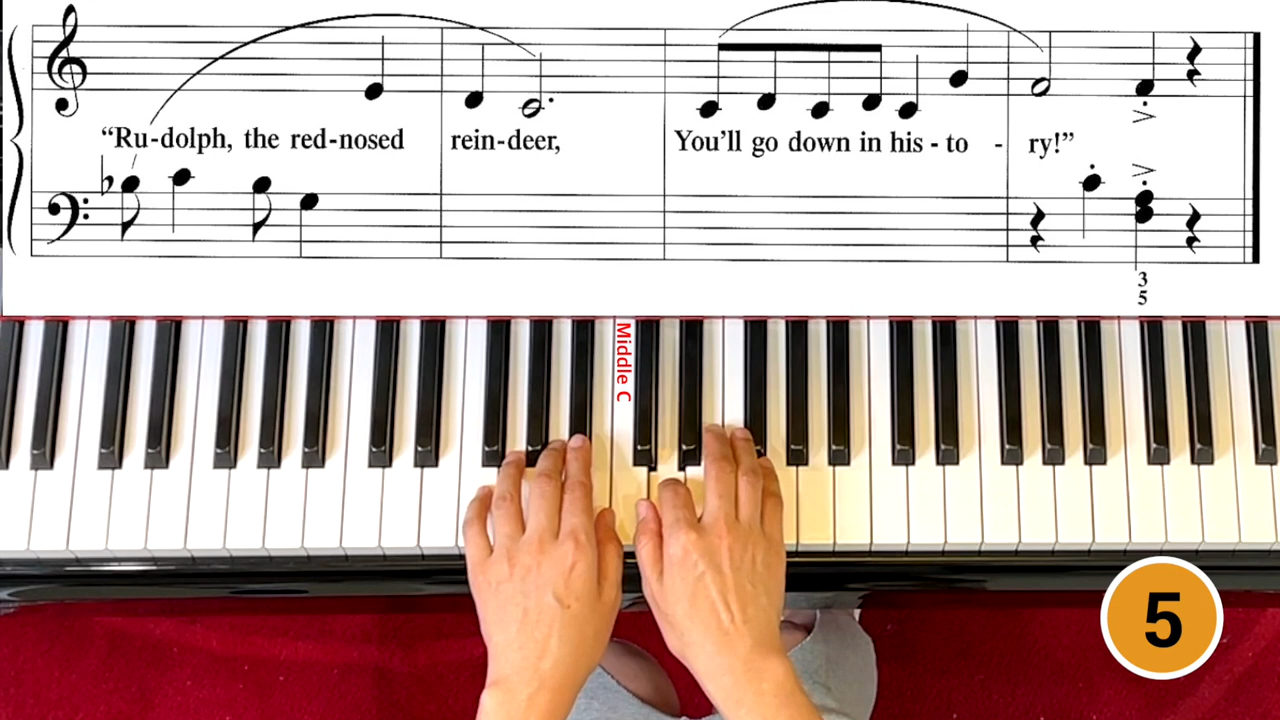 “Ru-dolph, the red-nosed rein-deer, You’ll go down in his - to - ry!”
3
5
Middle C
5